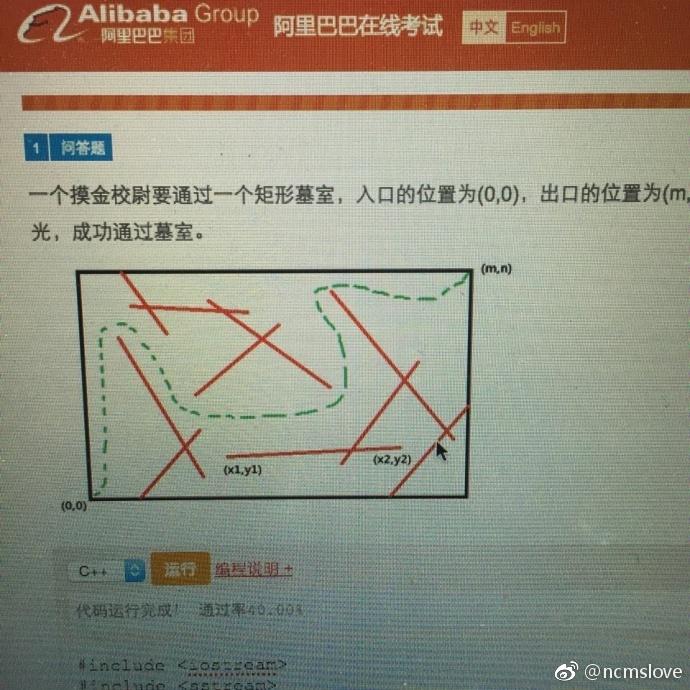 Alibaba Group
阿里巴巴集团
阿里巴巴在线考试
中文 English
1 问答题
一个摸金校尉要通过一个矩形墓室，入口的位置为(0,0)，出口的位置为(m,
光，成功通过墓室。
(m,n)
(x1,y1)
(x2,y2)
(0,0)
C++ 运行 编程说明 +
代码运行完成！ 通过率40.00%
#include <iostream>
#include <sstream>
@ncmslove